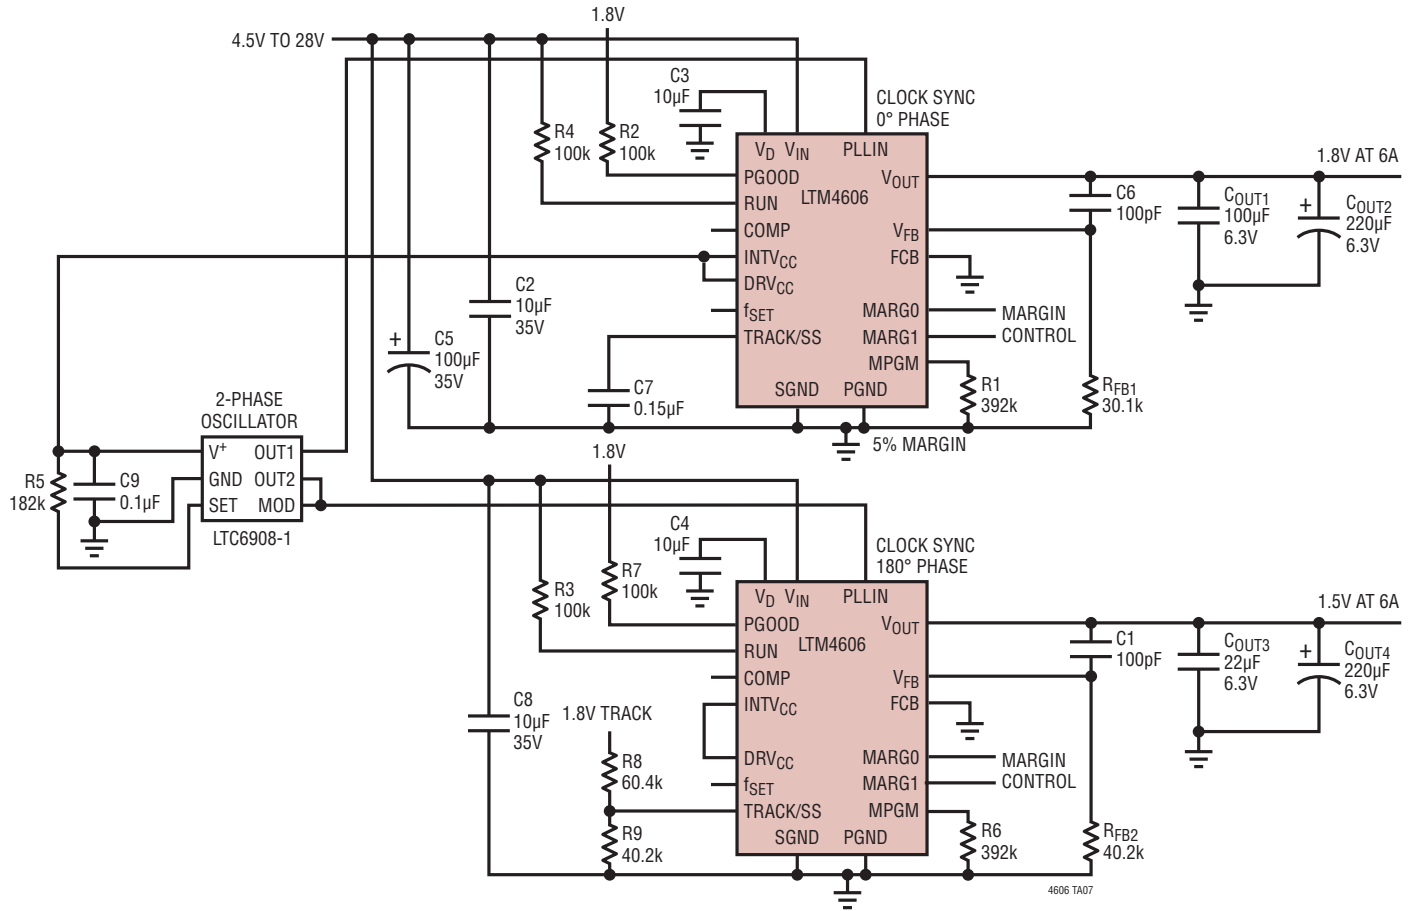 1.8V
4.5V TO 28V
C3
10µF
R4
100k
R2
100k
CLOCK SYNC
0° PHASE
VD VIN PLLIN
PGOOD VOUT
LTM4606
RUN
COMP VFB
INTVCC FCB
DRVCC
fSET MARG0
TRACK/SS MARG1
MPGM
SGND PGND
MARGIN
CONTROL
1.8V AT 6A
C6
100pF
COUT1
100µF
6.3V
+
COUT2
220µF
6.3V
C2
10µF
35V
+
C5
100µF
35V
C7
0.15µF
R1
392k
RFB1
30.1k
5% MARGIN
2-PHASE
OSCILLATOR
V+ OUT1
GND OUT2
SET MOD
LTC6908-1
R5
182k
C9
0.1µF
1.8V
C4
10µF
R3
100k
R7
100k
CLOCK SYNC
180° PHASE
VD VIN PLLIN
PGOOD VOUT
LTM4606
RUN
COMP VFB
INTVCC FCB
DRVCC MARG0
fSET MARG1
TRACK/SS MPGM
SGND PGND
MARGIN
CONTROL
1.5V AT 6A
C1
100pF
COUT3
22µF
6.3V
+
COUT4
220µF
6.3V
C8
10µF
35V
1.8V TRACK
R8
60.4k
R9
40.2k
R6
392k
RFB2
40.2k
4606 TA07